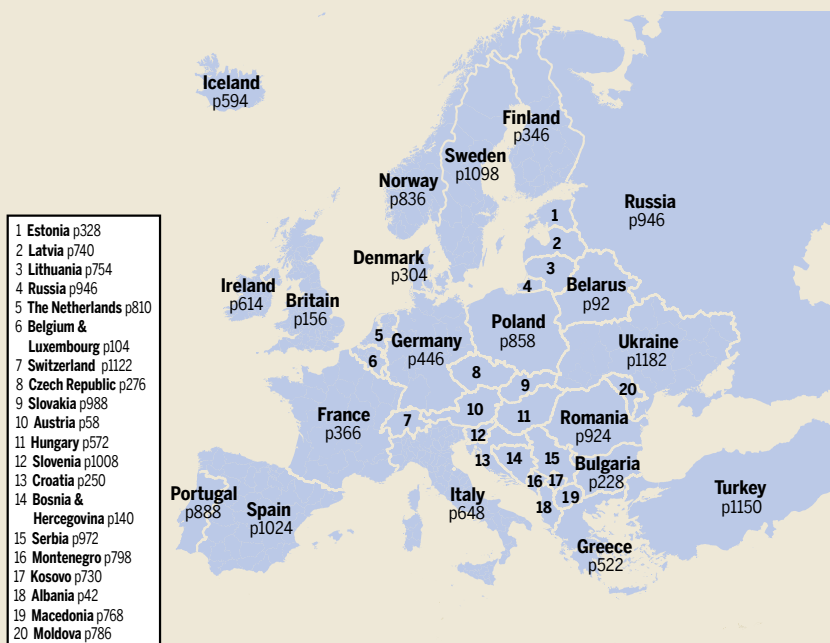 Iceland
p594
Finland
p346
Sweden
p1098
Norway
p836
Russia
p946
1
2
3
4
Denmark
p304
Belarus
p92
Ireland
p614
Britain
p156
Poland
p858
Germany
p446
Ukraine
p1182
5
6
8
9
20
France
p366
7
10
11
Romania
p924
12
13
14
15
16
17
18
19
Bulgaria
p228
Portugal
p888
Spain
p1024
Italy
p648
Turkey
p1150
Greece
p522
1 Estonia p328
2 Latvia p740
3 Lithuania p754
4 Russia p946
5 The Netherlands p810
6 Belgium &
Luxembourg p104
7 Switzerland p1122
8 Czech Republic p276
9 Slovakia p988
10 Austria p58
11 Hungary p572
12 Slovenia p1008
13 Croatia p250
14 Bosnia &
Hercegovina p140
15 Serbia p972
16 Montenegro p798
17 Kosovo p730
18 Albania p42
19 Macedonia p768
20 Moldova p786